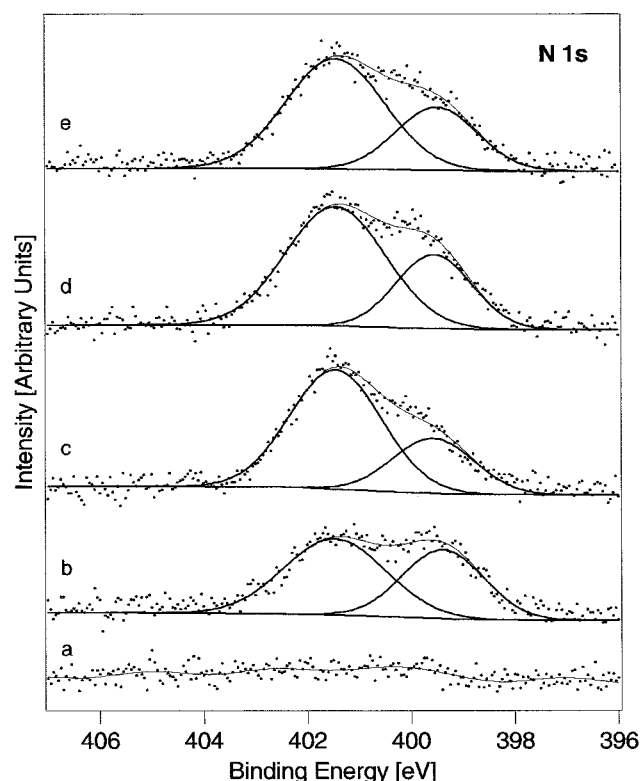 N 1s
e
d
c
b
a
Intensity [Arbitrary Units]
406 404 402 400 398 396
Binding Energy [eV]